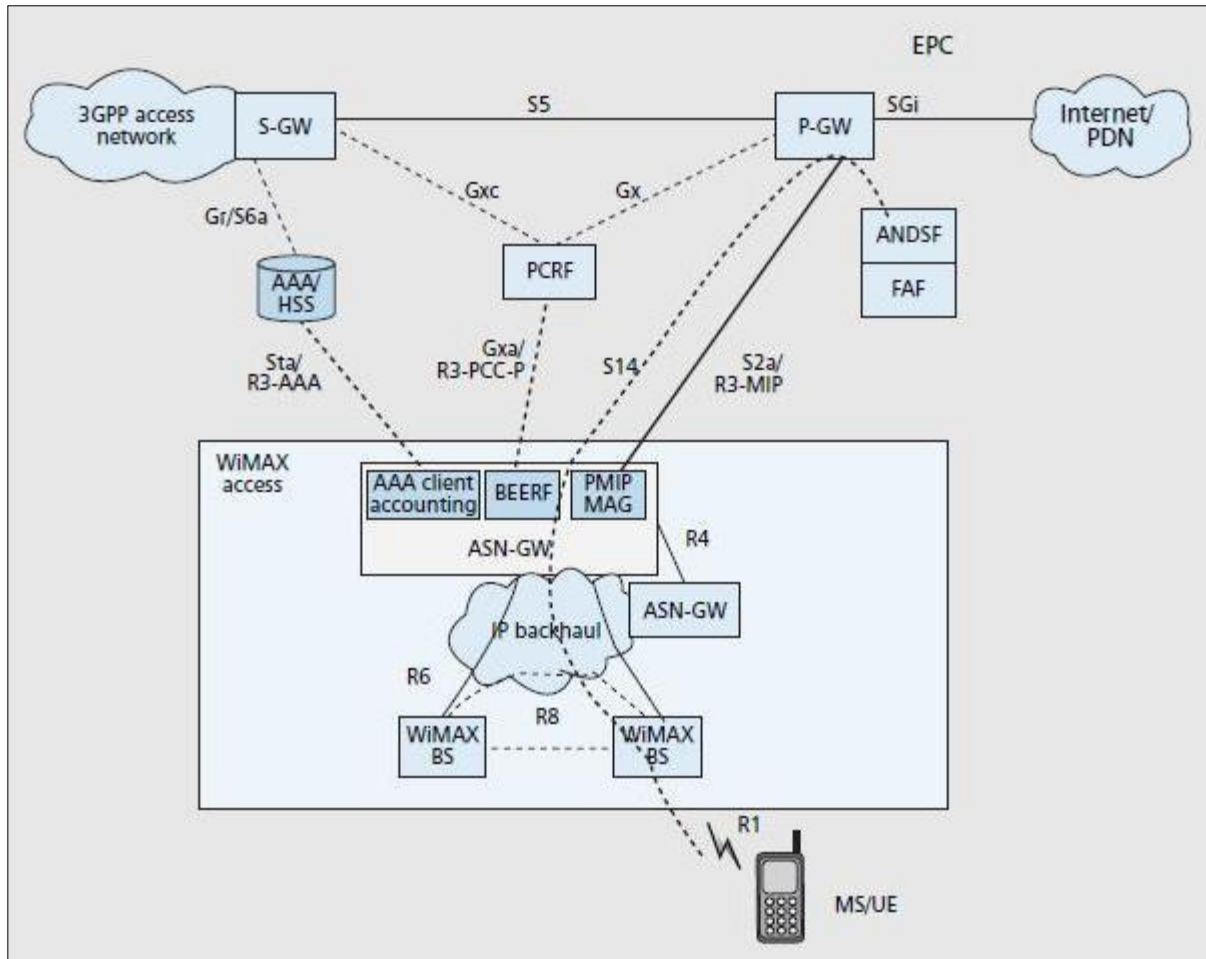 EPC
3GPP access
network
S-GW
S5
P-GW
SGi
Internet/
PDN
Gxc
Gx
Gr/S6a
ANDSF
FAF
PCRF
AAA/
HSS
Sta/
R3-AAA
Gxa/
R3-PCC-P
S14
S2a/
R3-MIP
WiMAX
access
AAA client
accounting
BEERF
PMIP
MAG
ASN-GW
R4
ASN-GW
IP backhaul
R6
R8
WiMAX
BS
WiMAX
BS
R1
MS/UE